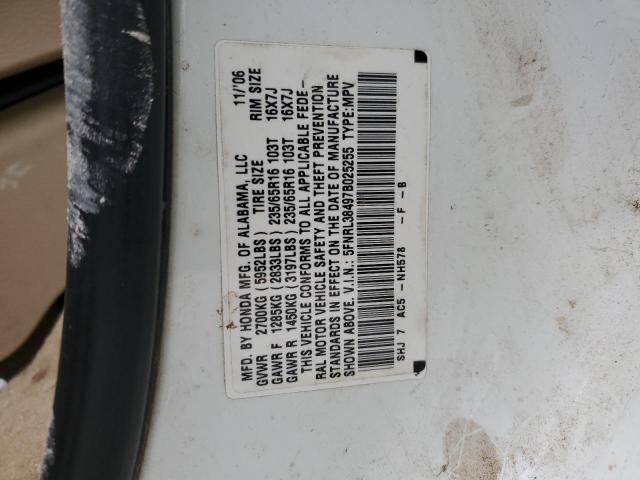 MFD. BY HONDA MFG. OF ALABAMA, LLC 11/'06
GVWR 2700KG (5952LBS) TIRE SIZE RIM SIZE
GAWR F 1285KG (2833LBS) 235/65R16 103T 16X7J
GAWR R 1450KG (3197LBS) 235/65R16 103T 16X7J
THIS VEHICLE CONFORMS TO ALL APPLICABLE FEDE-
RAL MOTOR VEHICLE SAFETY AND THEFT PREVENTION
STANDARDS IN EFFECT ON THE DATE OF MANUFACTURE
SHOWN ABOVE. V.I.N. 5FNRL38497B025255 TYPE:MPV
SHJ 7 AC5 - NH578 - F - B